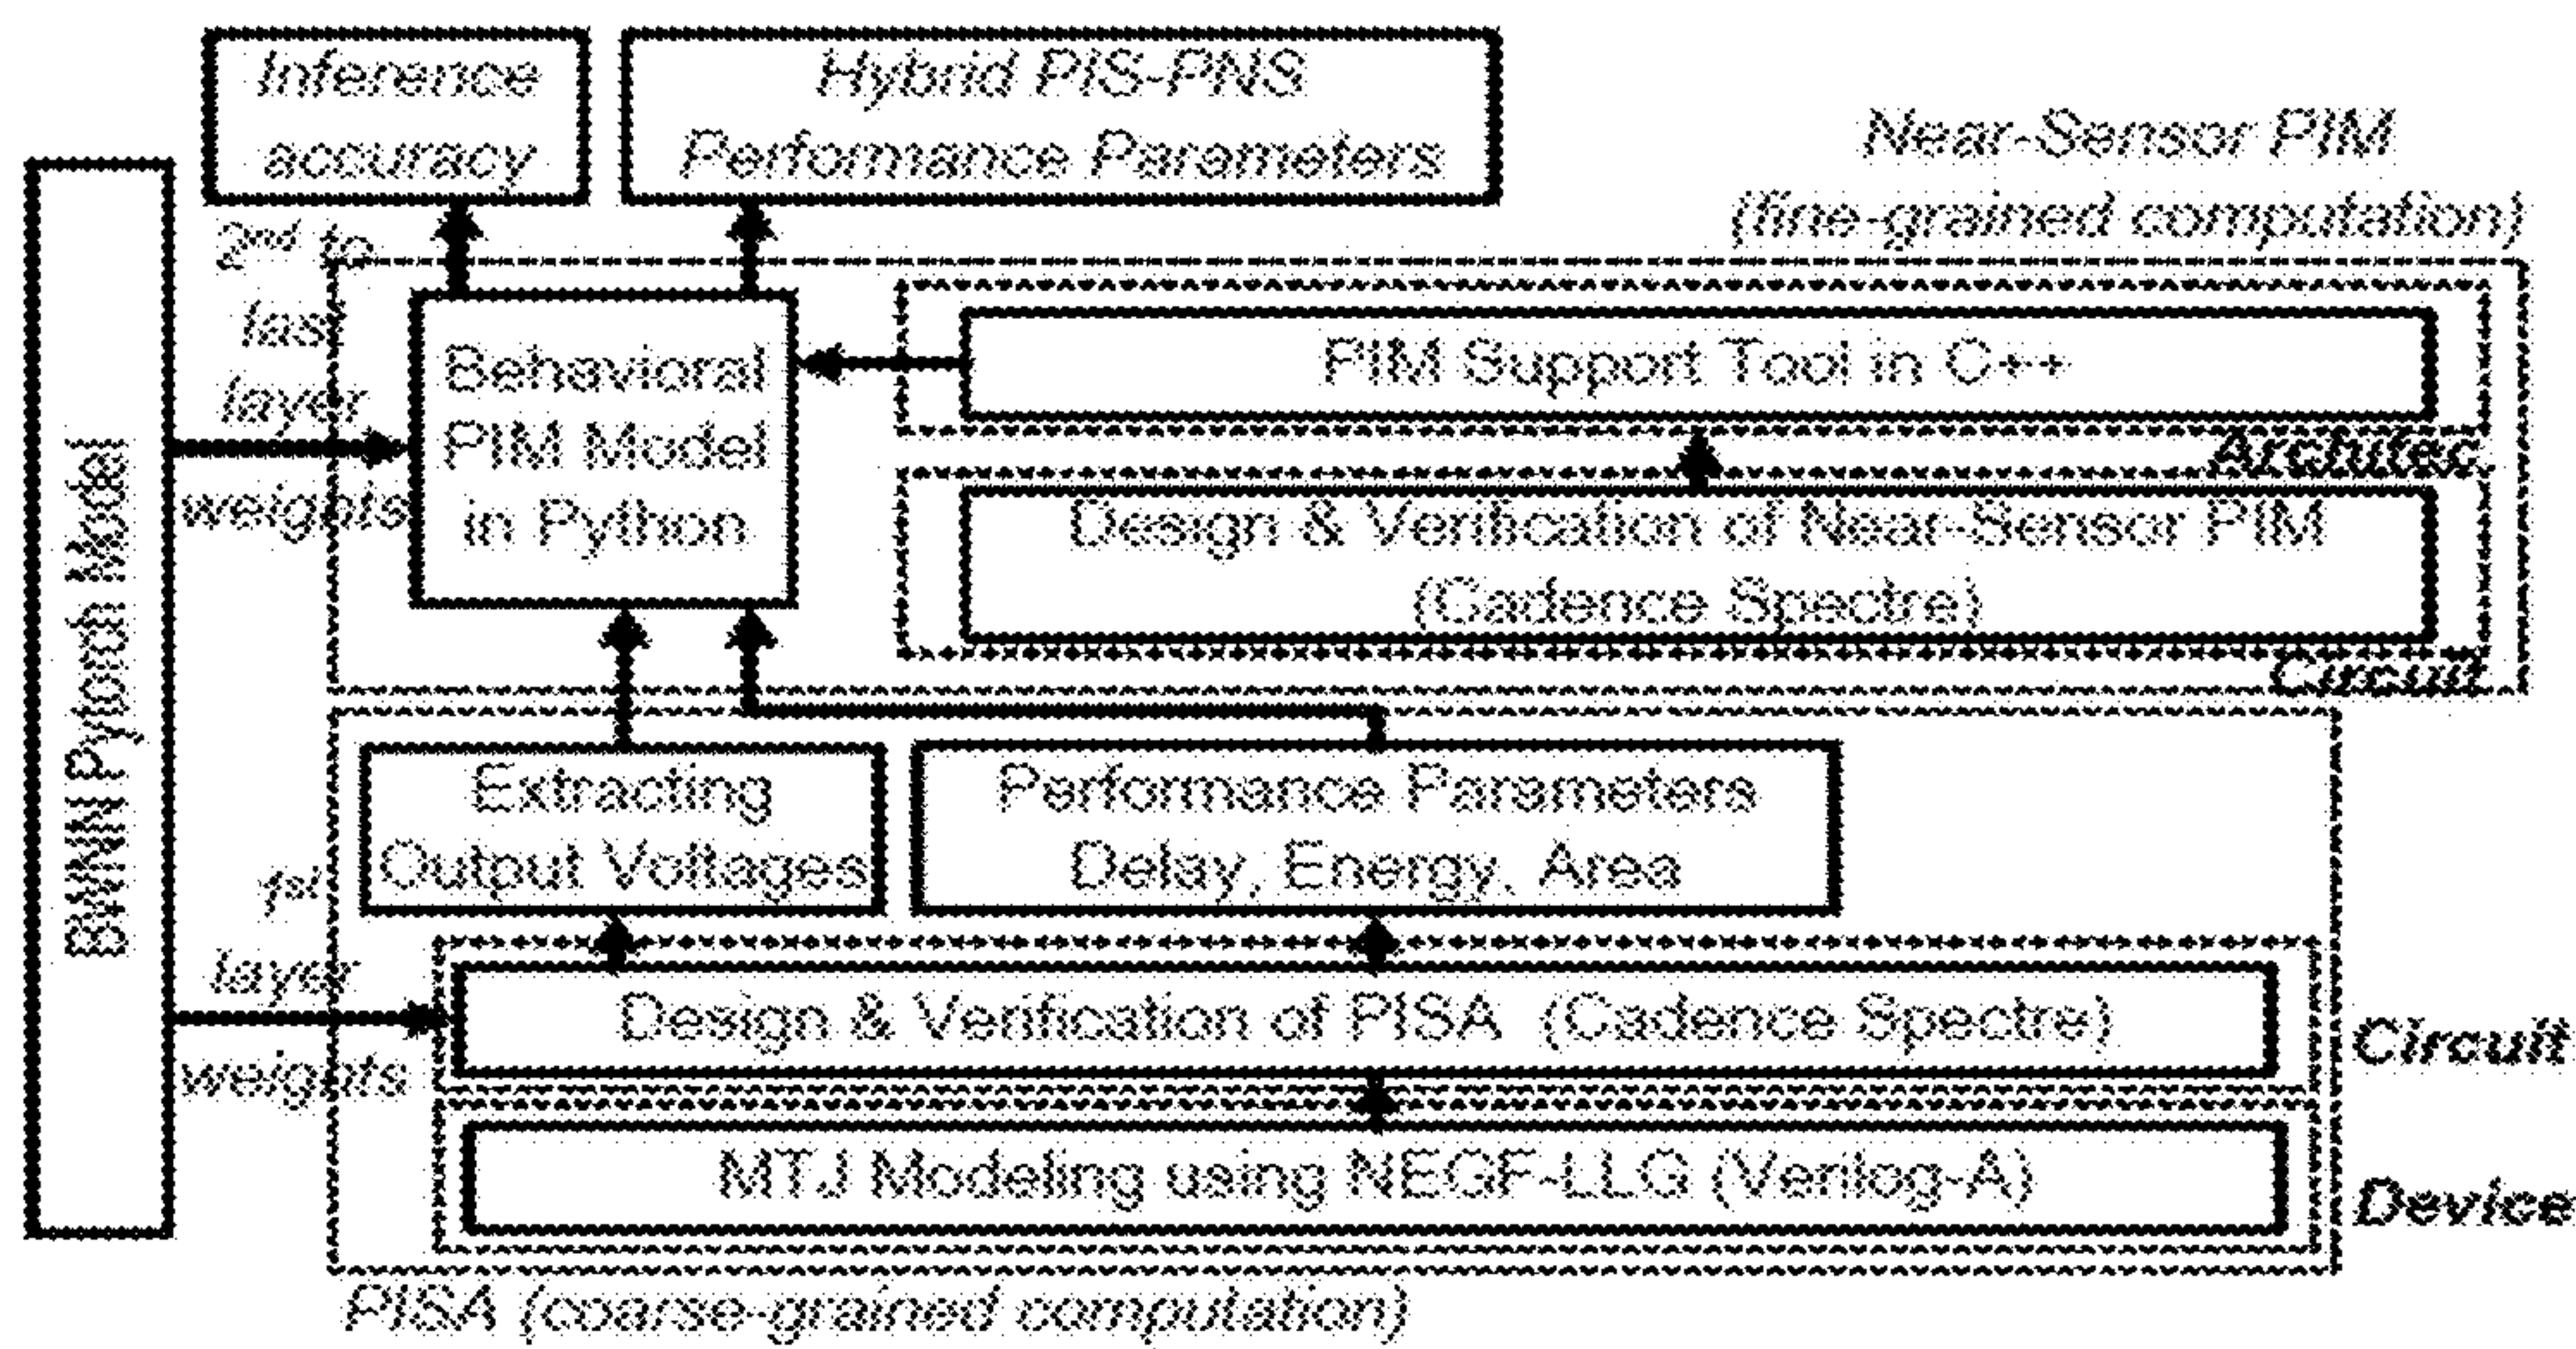 Inference
accuracy
Hybrid PIS-PNS
Performance Parameters
Near-Sensor PIM
(fine-grained computation)
BWNN Pytorch Model
2nd to
last
layer
weights
Behavioral
PIM Model
in Python
PIM Support Tool in C++
Architec.
Design & Verification of Near-Sensor PIM
(Cadence Spectre)
Circuit
Extracting
Output Voltages
Performance Parameters
Delay, Energy, Area
1st
layer
weights
Design & Verification of PISA (Cadence Spectre)
Circuit
MTJ Modeling using NEGF-LLG (Verilog-A)
Device
PISA (coarse-grained computation)